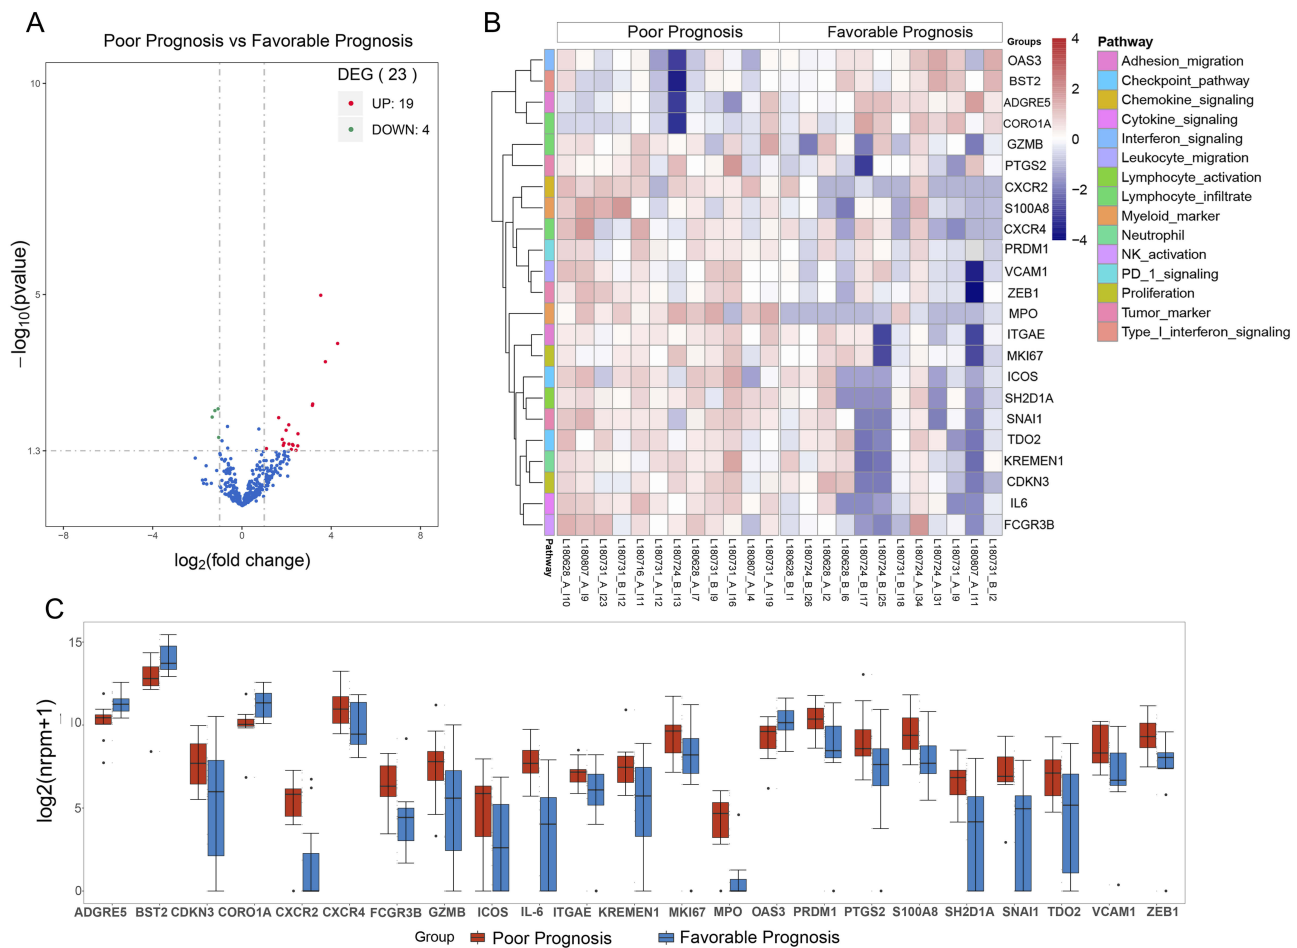 A
Poor Prognosis vs Favorable Prognosis
DEG ( 23 )
UP: 19
DOWN: 4
10
5
1.3
−log10(pvalue)
−8
−4
0
4
8
log2(fold change)
B
Poor Prognosis
Favorable Prognosis
Groups
OAS3
BST2
ADGRE5
CORO1A
GZMB
PTGS2
CXCR2
S100A8
CXCR4
PRDM1
VCAM1
ZEB1
MPO
ITGAE
MKI67
ICOS
SH2D1A
SNAI1
TDO2
KREMEN1
CDKN3
IL6
FCGR3B
4
2
0
−2
−4
Pathway
Adhesion_migration
Checkpoint_pathway
Chemokine_signaling
Cytokine_signaling
Interferon_signaling
Leukocyte_migration
Lymphocyte_activation
Lymphocyte_infiltrate
Myeloid_marker
Neutrophil
NK_activation
PD_1_signaling
Proliferation
Tumor_marker
Type_I_interferon_signaling
Pathway
L180628_A_I10
L180807_A_I9
L180731_A_I23
L180731_B_I12
L180716_A_I11
L180731_A_I12
L180724_B_I13
L180628_A_I7
L180731_B_I9
L180731_A_I16
L180807_A_I4
L180731_A_I19
L180628_B_I1
L180724_B_I26
L180628_A_I2
L180628_B_I6
L180724_B_I17
L180724_B_I25
L180731_B_I18
L180724_A_I34
L180724_A_I31
L180731_A_I9
L180807_A_I11
L180731_B_I2
C
log2(nrpm+1)
15
10
5
0
ADGRE5 BST2 CDKN3 CORO1A CXCR2 CXCR4 FCGR3B GZMB ICOS IL-6 ITGAE KREMEN1 MKI67 MPO OAS3 PRDM1 PTGS2 S100A8 SH2D1A SNAI1 TDO2 VCAM1 ZEB1
Group Poor Prognosis Favorable Prognosis